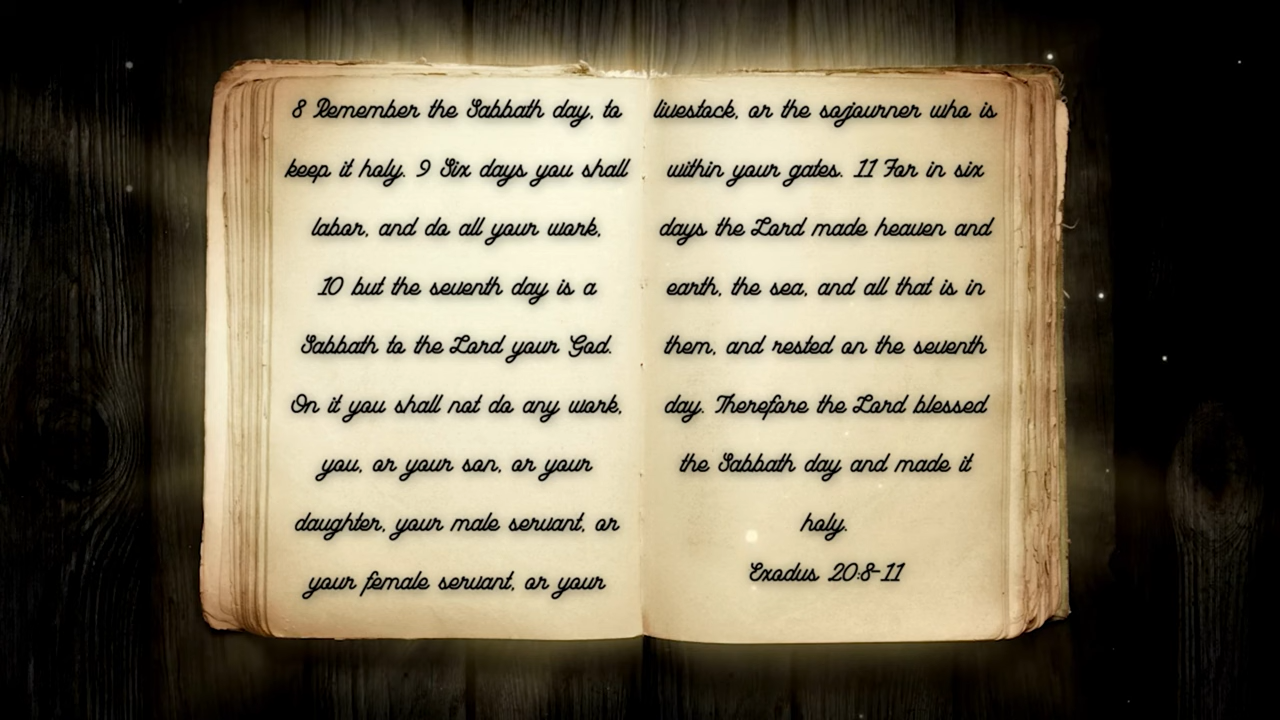 8 Remember the Sabbath day, to
keep it holy. 9 Six days you shall
labor, and do all your work,
10 but the seventh day is a
Sabbath to the Lord your God.
On it you shall not do any work,
you, or your son, or your
daughter, your male servant, or
your female servant, or your
livestock, or the sojourner who is
within your gates. 11 For in six
days the Lord made heaven and
earth, the sea, and all that is in
them, and rested on the seventh
day. Therefore the Lord blessed
the Sabbath day and made it
holy.
Exodus 20:8-11